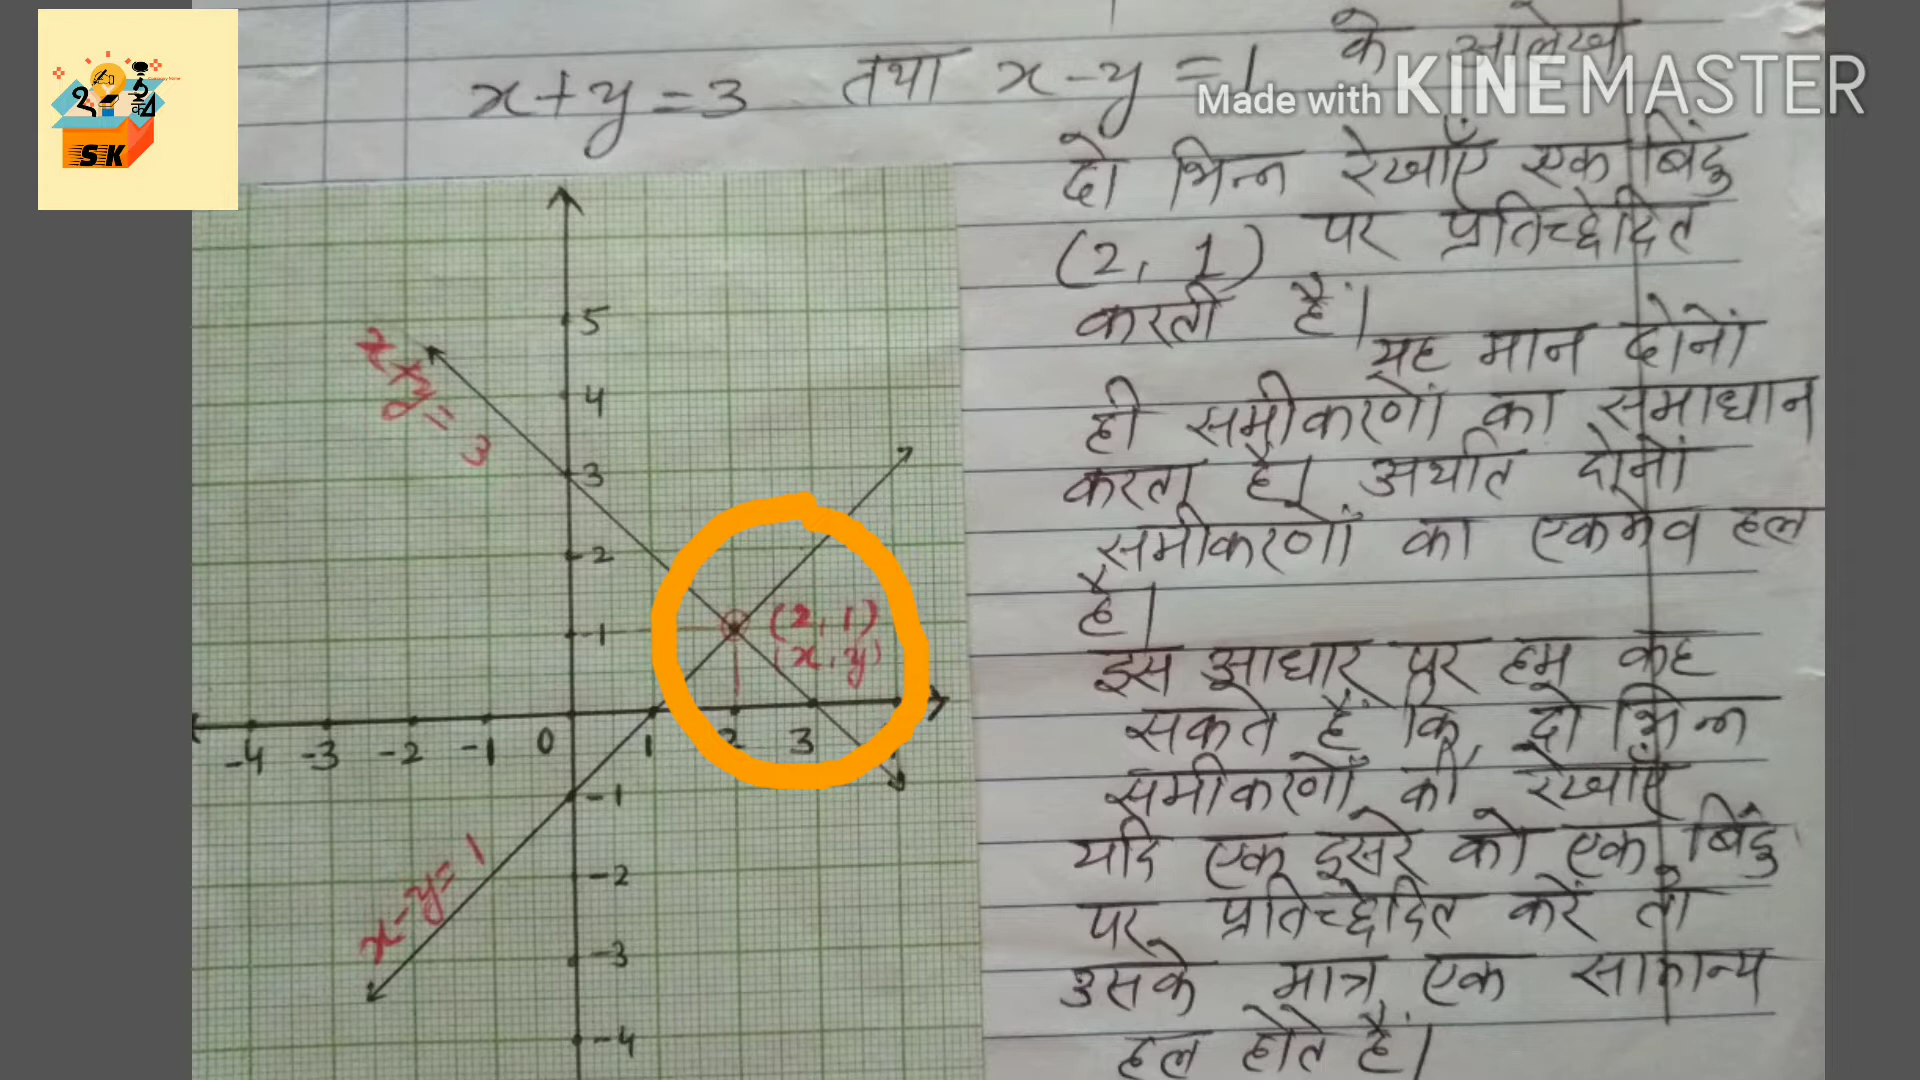 SK
x+y=3 तथा x-y=1 के आलेख
Made with KINEMASTER
दो भिन्न रेखाएँ एक बिंदु
(2, 1) पर प्रतिच्छेदित
करती हैं।
यह मान दोनों
ही समीकरणों का समाधान
करता है। अर्थात दोनों
समीकरणों का एकमेव हल
है।
इस आधार पर हम कह
सकते हैं कि, दो भिन्न
समीकरणों की रेखाएँ
यदि एक दूसरे को एक बिंदु
पर प्रतिच्छेदित करें तो
उसके मात्र एक सामान्य
हल होते हैं।
5
x+y=3
4
3
2
1
(2, 1)
(x, y)
-4 -3 -2 -1 0 1 2 3
-1
x-y=1
-2
-3
-4